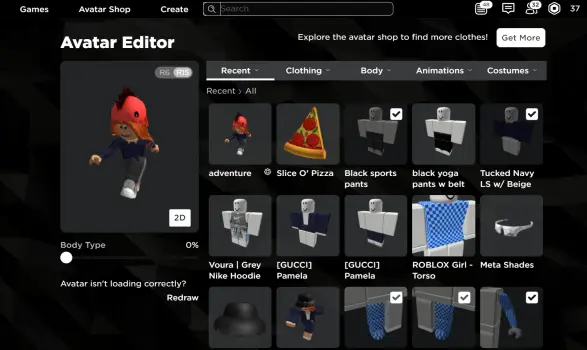 Games Avatar Shop Create Search 48 32 37
Avatar Editor
Explore the avatar shop to find more clothes! Get More
R6 R15
Recent Clothing Body Animations Costumes
Recent > All
adventure Slice O' Pizza Black sports pants black yoga pants w belt Tucked Navy LS w/ Beige
2D
Body Type 0%
Voura | Grey Nike Hoodie [GUCCI] Pamela [GUCCI] Pamela ROBLOX Girl - Torso Meta Shades
Avatar isn't loading correctly?
Redraw